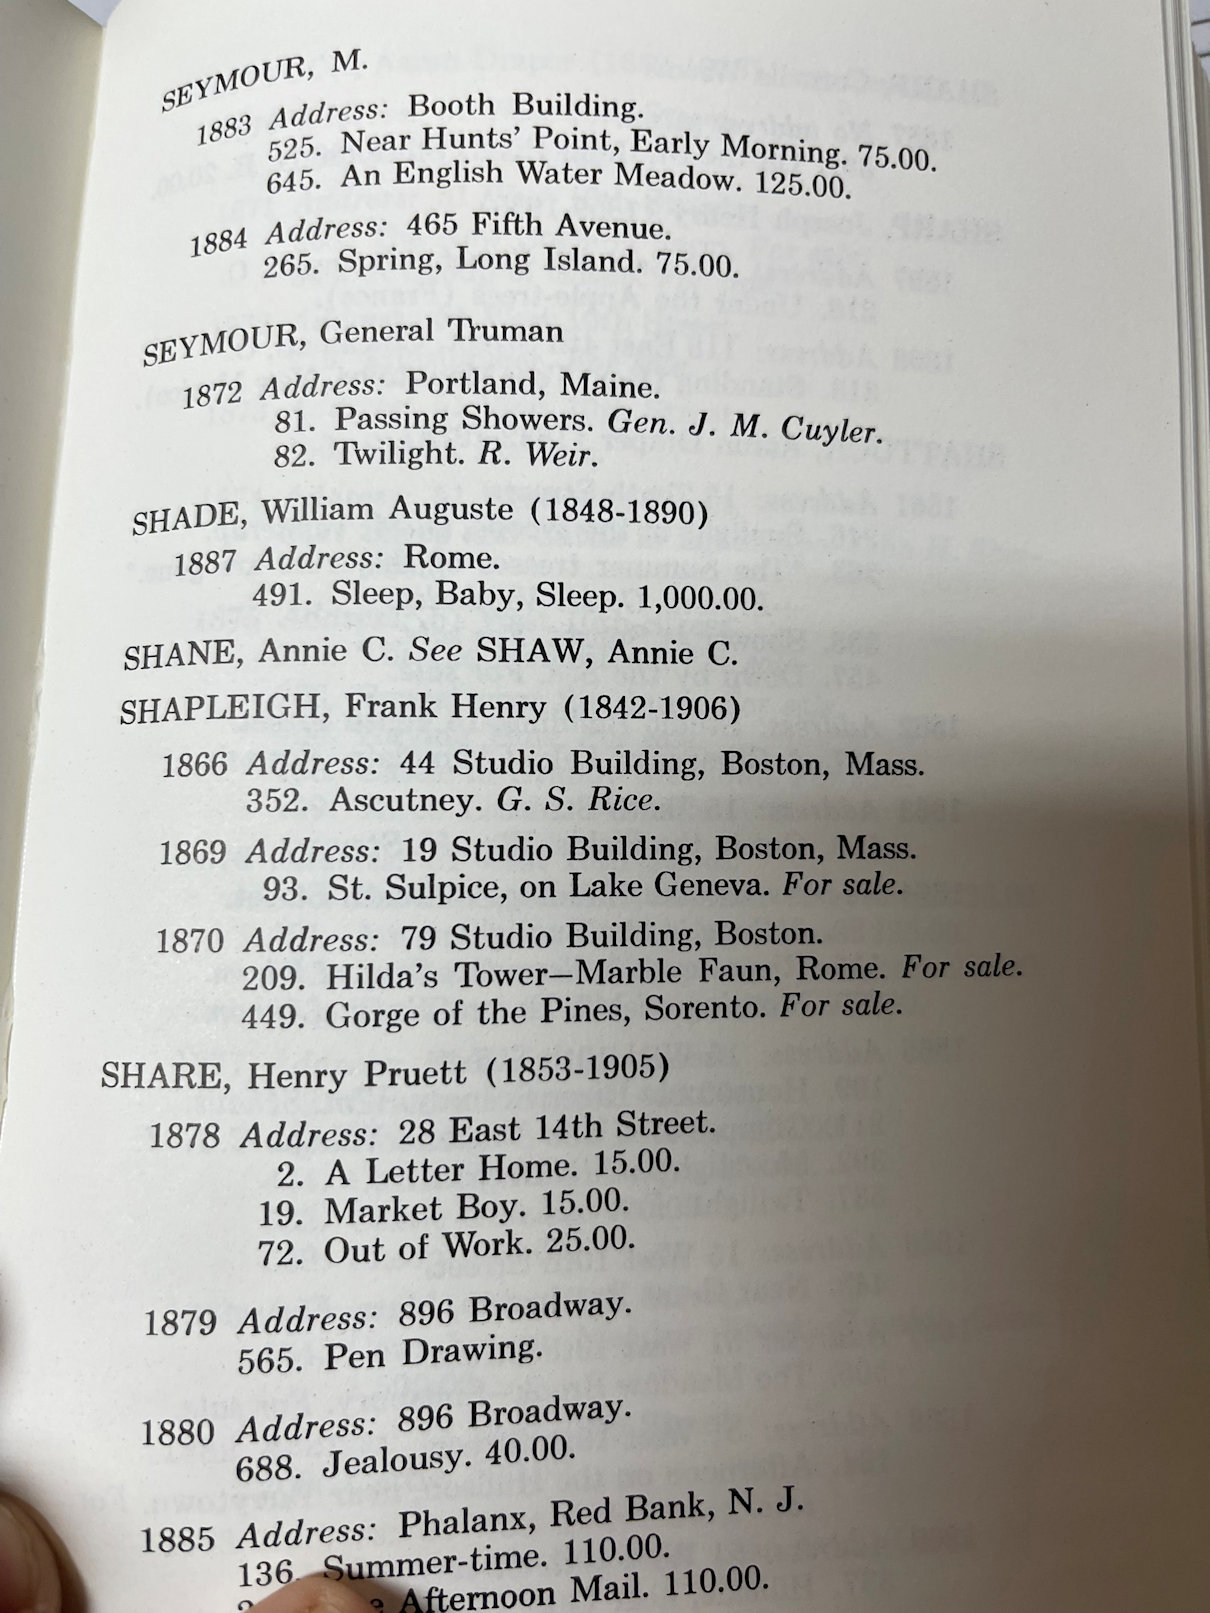 SEYMOUR, M.
1883 Address: Booth Building.
525. Near Hunts' Point, Early Morning. 75.00.
645. An English Water Meadow. 125.00.
1884 Address: 465 Fifth Avenue.
265. Spring, Long Island. 75.00.
SEYMOUR, General Truman
1872 Address: Portland, Maine.
81. Passing Showers. Gen. J. M. Cuyler.
82. Twilight. R. Weir.
SHADE, William Auguste (1848-1890)
1887 Address: Rome.
491. Sleep, Baby, Sleep. 1,000.00.
SHANE, Annie C. See SHAW, Annie C.
SHAPLEIGH, Frank Henry (1842-1906)
1866 Address: 44 Studio Building, Boston, Mass.
352. Ascutney. G. S. Rice.
1869 Address: 19 Studio Building, Boston, Mass.
93. St. Sulpice, on Lake Geneva. For sale.
1870 Address: 79 Studio Building, Boston.
209. Hilda's Tower—Marble Faun, Rome. For sale.
449. Gorge of the Pines, Sorento. For sale.
SHARE, Henry Pruett (1853-1905)
1878 Address: 28 East 14th Street.
2. A Letter Home. 15.00.
19. Market Boy. 15.00.
72. Out of Work. 25.00.
1879 Address: 896 Broadway.
565. Pen Drawing.
1880 Address: 896 Broadway.
688. Jealousy. 40.00.
1885 Address: Phalanx, Red Bank, N. J.
136. Summer-time. 110.00.
Afternoon Mail. 110.00.